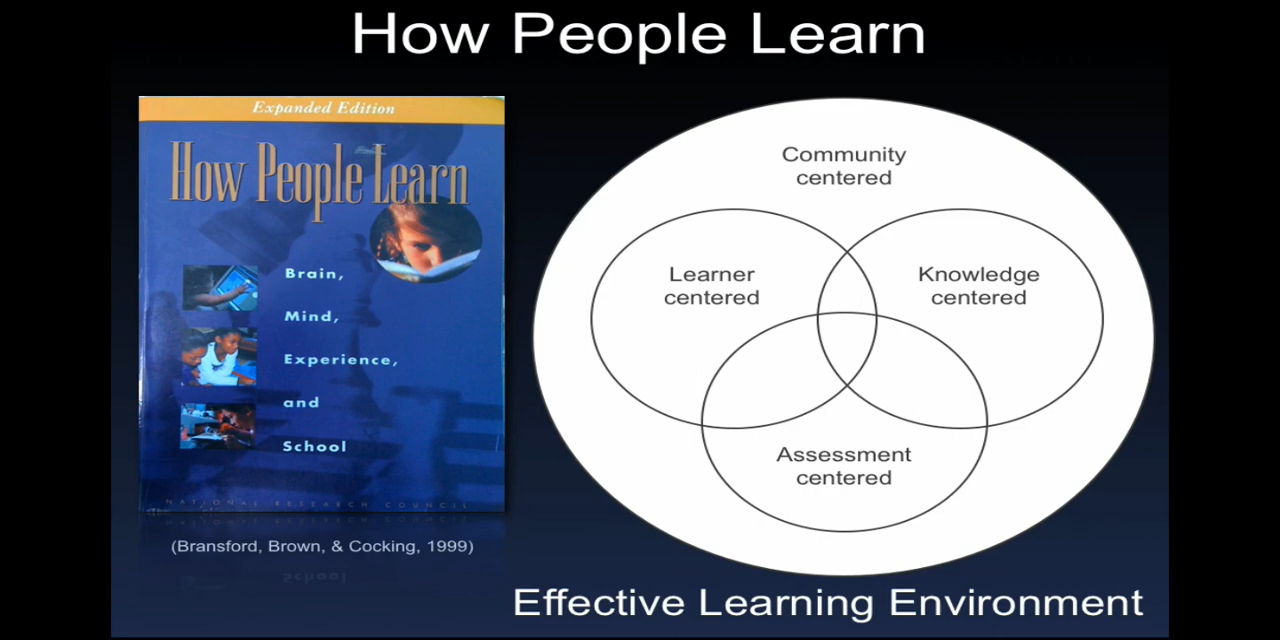 How People Learn
Expanded Edition
How People Learn
Brain,
Mind,
Experience,
and
School
NATIONAL RESEARCH COUNCIL
(Bransford, Brown, & Cocking, 1999)
Community
centered
Learner
centered
Knowledge
centered
Assessment
centered
Effective Learning Environment